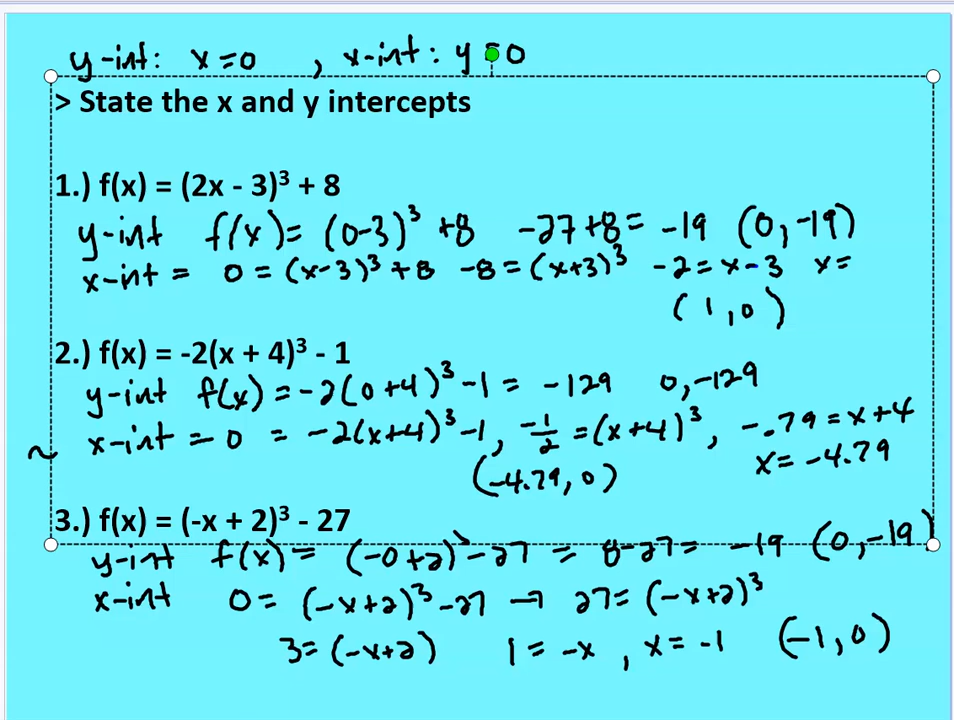 y-int: x=0 , x-int: y=0
> State the x and y intercepts
1.) f(x) = (2x - 3)³ + 8
y-int f(x)= (0-3)³ +8 -27+8= -19 (0,-19)
x-int = 0 = (x-3)³ +8 -8 = (x+3)³ -2=x-3 x=
(1,0)
2.) f(x) = -2(x + 4)³ - 1
y-int f(x)=-2(0+4)³-1= -129 0,-129
~ x-int = 0 = -2(x+4)³-1, -1/2 =(x+4)³, -.79=x+4
(-4.79,0) x= -4.79
3.) f(x) = (-x + 2)³ - 27
y-int f(x)= (-0+2)³-27 = 8-27= -19 (0,-19)
x-int 0= (-x+2)³-27 → 27= (-x+2)³
3= (-x+2) 1= -x , x= -1 (-1,0)